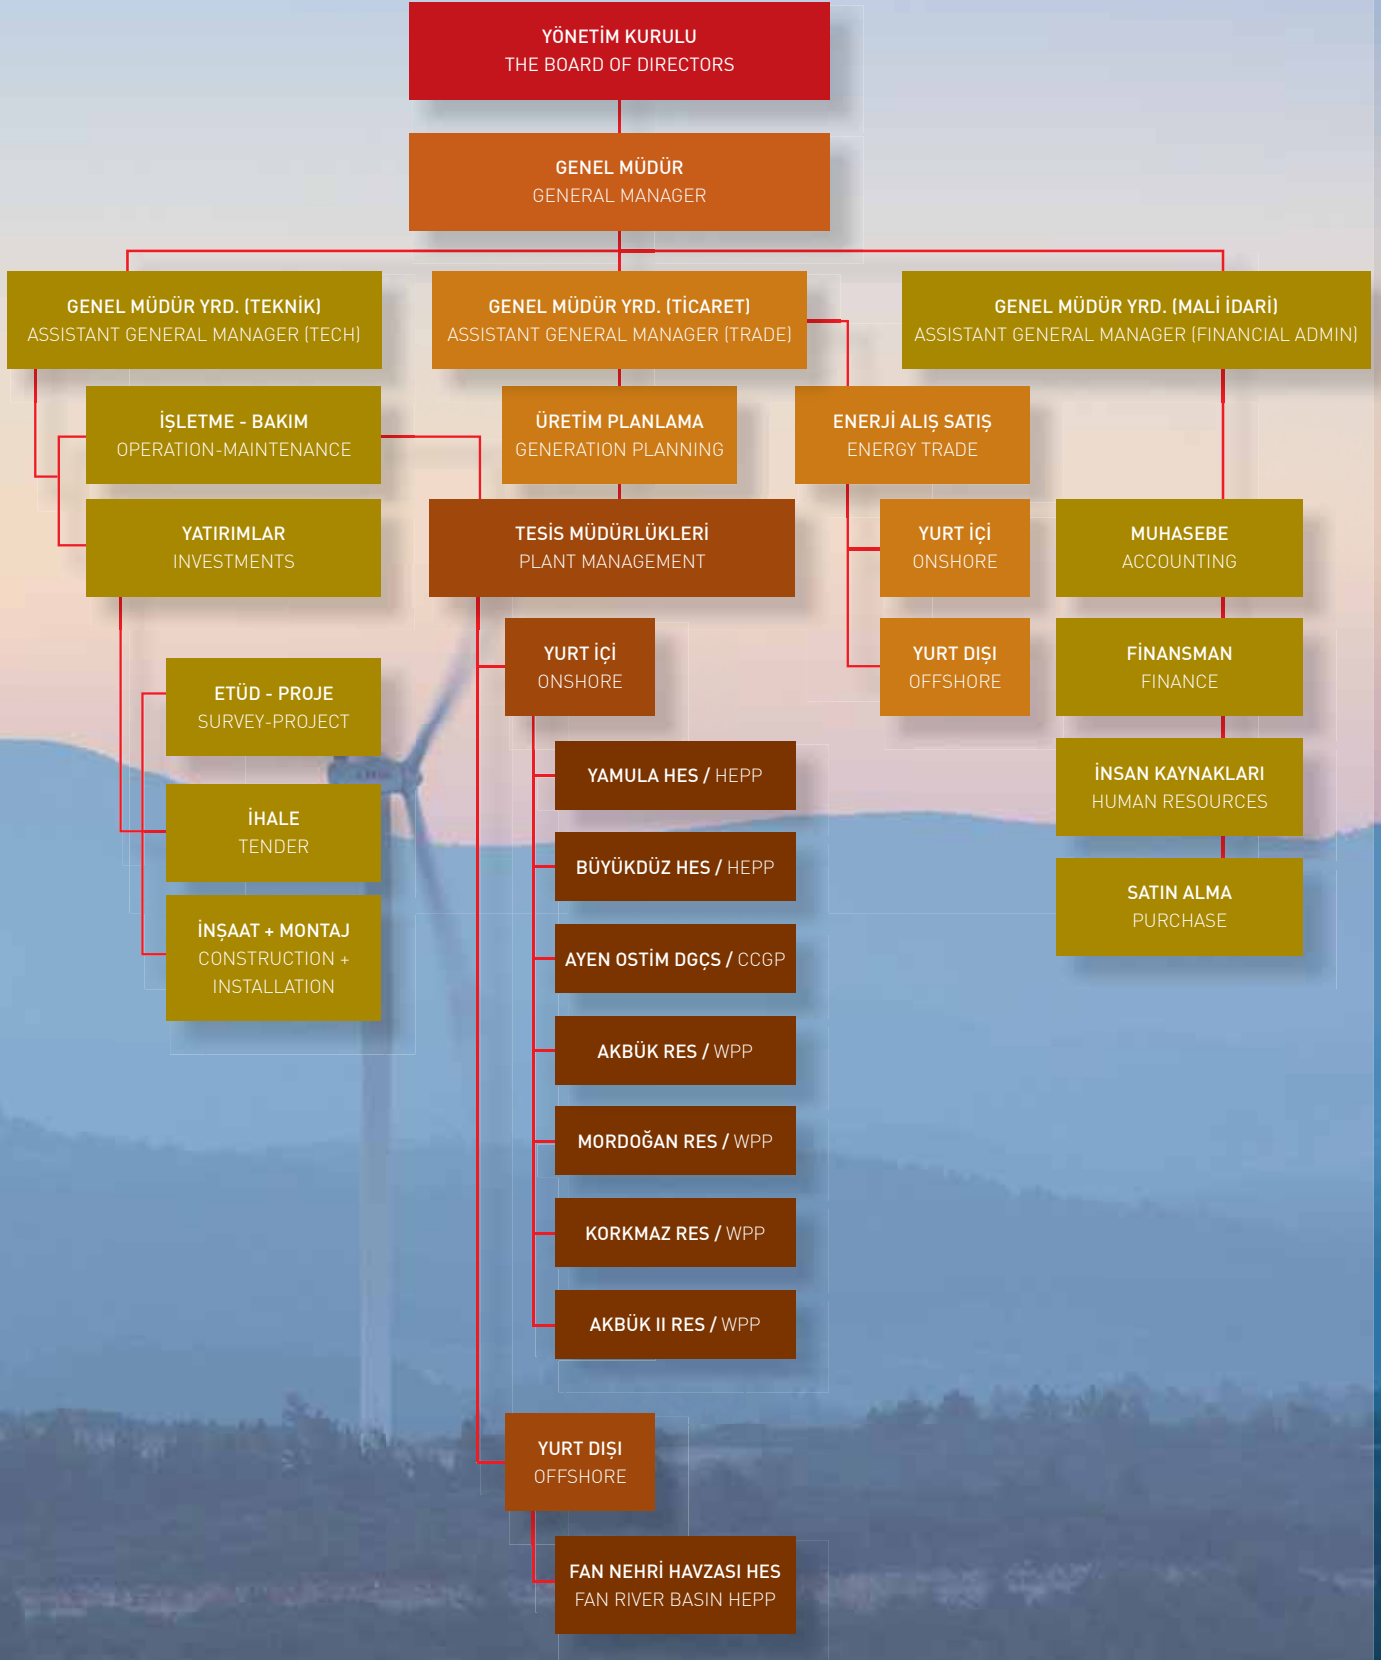 YÖNETİM KURULU
THE BOARD OF DIRECTORS
GENEL MÜDÜR
GENERAL MANAGER
GENEL MÜDÜR YRD. (TEKNİK)
ASSISTANT GENERAL MANAGER (TECH)
GENEL MÜDÜR YRD. (TİCARET)
ASSISTANT GENERAL MANAGER (TRADE)
GENEL MÜDÜR YRD. (MALİ İDARİ)
ASSISTANT GENERAL MANAGER (FINANCIAL ADMIN)
İŞLETME - BAKIM
OPERATION-MAINTENANCE
ÜRETİM PLANLAMA
GENERATION PLANNING
ENERJİ ALIŞ SATIŞ
ENERGY TRADE
YATIRIMLAR
INVESTMENTS
TESİS MÜDÜRLÜKLERİ
PLANT MANAGEMENT
YURT İÇİ
ONSHORE
MUHASEBE
ACCOUNTING
YURT İÇİ
ONSHORE
YURT DIŞI
OFFSHORE
FİNANSMAN
FINANCE
ETÜD - PROJE
SURVEY-PROJECT
YAMULA HES / HEPP
İNSAN KAYNAKLARI
HUMAN RESOURCES
İHALE
TENDER
BÜYÜKDÜZ HES / HEPP
SATIN ALMA
PURCHASE
İNŞAAT + MONTAJ
CONSTRUCTION +
INSTALLATION
AYEN OSTİM DGÇS / CCGP
AKBÜK RES / WPP
MORDOĞAN RES / WPP
KORKMAZ RES / WPP
AKBÜK II RES / WPP
YURT DIŞI
OFFSHORE
FAN NEHRİ HAVZASI HES
FAN RIVER BASIN HEPP